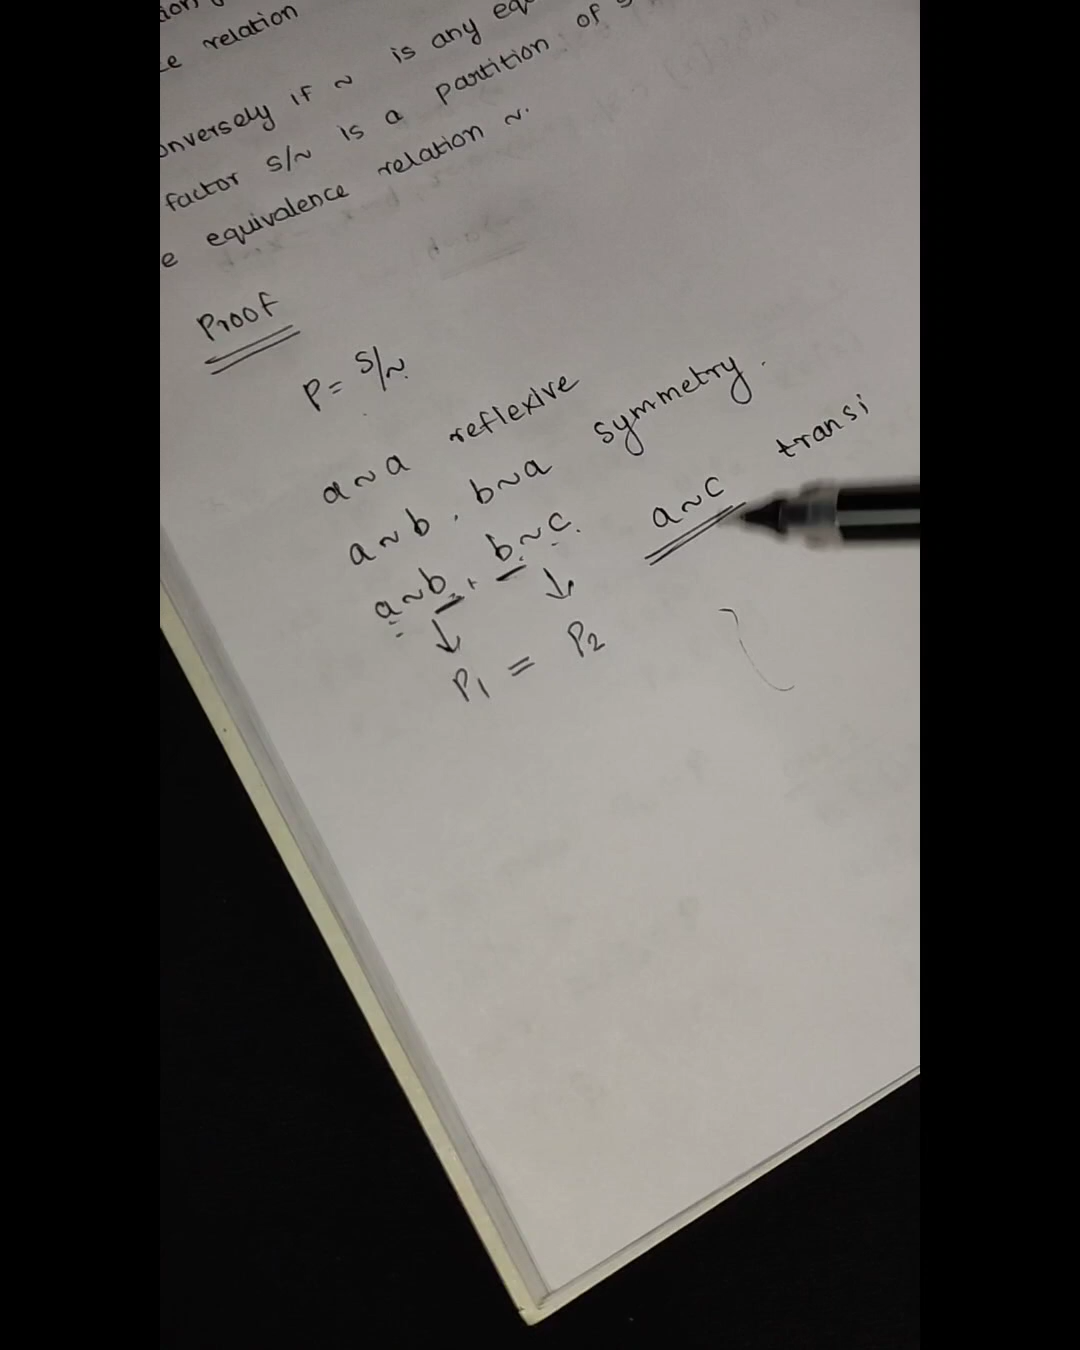 relation
onversely if ~ is any eq
factor S/~ is a partition of
e equivalence relation ~.
Proof
P = S/~
a~a reflexive
a~b, b~a symmetry.
a~b, b~c. a~c transi
P1 = P2